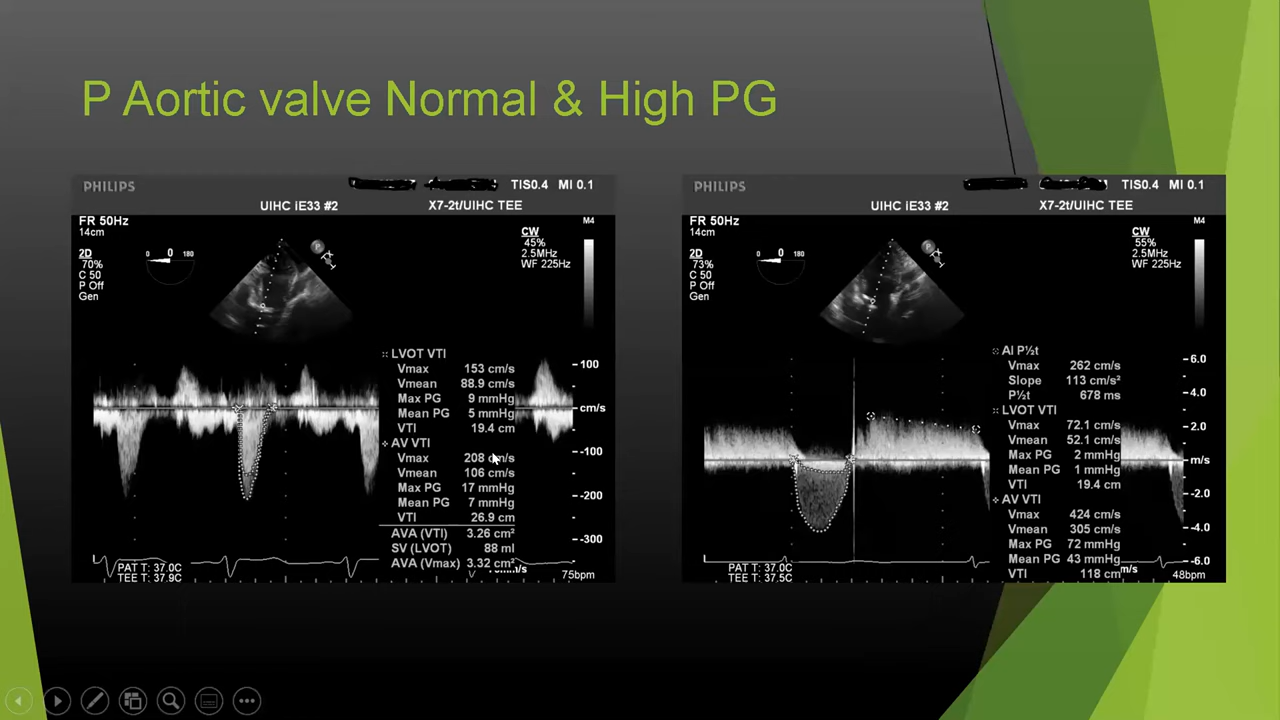 P Aortic valve Normal & High PG
PHILIPS
TIS0.4 MI 0.1
UIHC iE33 #2
X7-2t/UIHC TEE
FR 50Hz
14cm
2D
70%
C 50
P Off
Gen
0 0 180
P
R
M4
CW
45%
2.5MHz
WF 225Hz
LVOT VTI
Vmax 153 cm/s
Vmean 88.9 cm/s
Max PG 9 mmHg
Mean PG 5 mmHg
VTI 19.4 cm
AV VTI
Vmax 208 cm/s
Vmean 106 cm/s
Max PG 17 mmHg
Mean PG 7 mmHg
VTI 26.9 cm
AVA (VTI) 3.26 cm²
SV (LVOT) 88 ml
AVA (Vmax) 3.32 cm²
100
cm/s
-100
-200
-300
PAT T: 37.0C
TEE T: 37.9C
75bpm
PHILIPS
TIS0.4 MI 0.1
UIHC iE33 #2
X7-2t/UIHC TEE
FR 50Hz
14cm
2D
73%
C 50
P Off
Gen
0 0 180
P
R
M4
CW
55%
2.5MHz
WF 225Hz
AI P½t
Vmax 262 cm/s
Slope 113 cm/s²
P½t 678 ms
LVOT VTI
Vmax 72.1 cm/s
Vmean 52.1 cm/s
Max PG 2 mmHg
Mean PG 1 mmHg
VTI 19.4 cm
AV VTI
Vmax 424 cm/s
Vmean 305 cm/s
Max PG 72 mmHg
Mean PG 43 mmHg
VTI 118 cm
6.0
4.0
2.0
m/s
-2.0
-4.0
-6.0
PAT T: 37.0C
TEE T: 37.5C
m/s
48bpm